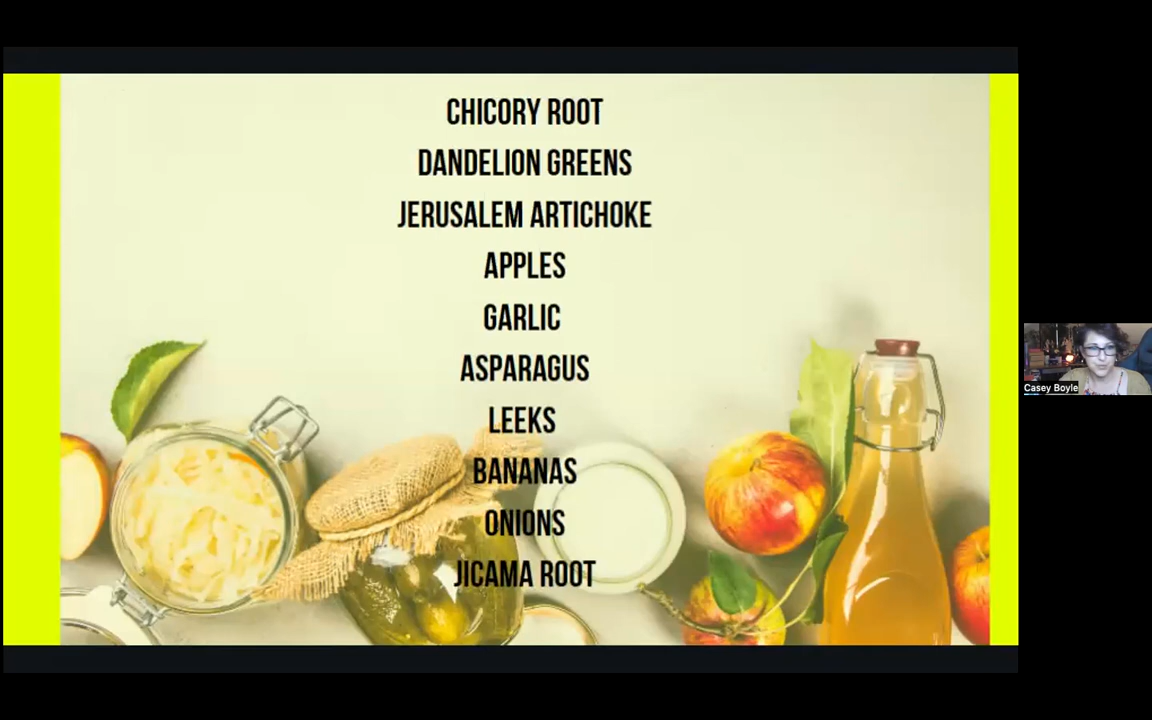 CHICORY ROOT
DANDELION GREENS
JERUSALEM ARTICHOKE
APPLES
GARLIC
ASPARAGUS
LEEKS
BANANAS
ONIONS
JICAMA ROOT
Casey Boyle